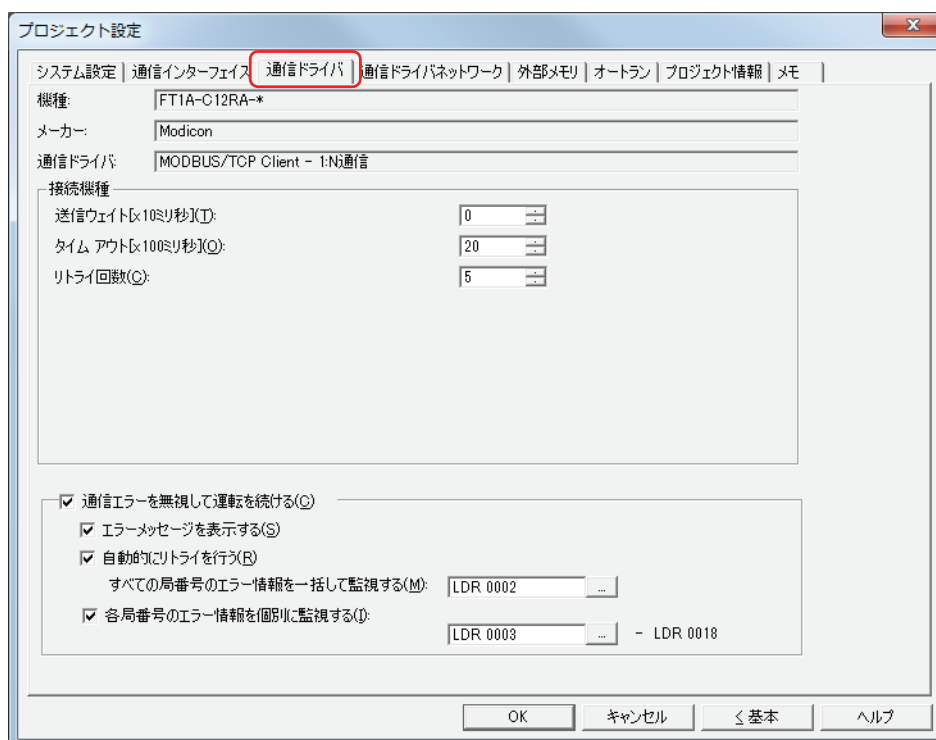 プロジェクト設定
システム設定 通信インターフェイス 通信ドライバ 通信ドライバネットワーク 外部メモリ オートラン プロジェクト情報 メモ
機種: FT1A-C12RA-*
メーカー: Modicon
通信ドライバ: MODBUS/TCP Client - 1:N通信
接続機種
送信ウェイト[x10ミリ秒](T): 0
タイム アウト[x100ミリ秒](O): 20
リトライ回数(C): 5
通信エラーを無視して運転を続ける(C)
エラーメッセージを表示する(S)
自動的にリトライを行う(R)
すべての局番号のエラー情報を一括して監視する(M): LDR 0002 ...
各局番号のエラー情報を個別に監視する(I):
LDR 0003 ... - LDR 0018
OK キャンセル < 基本 ヘルプ